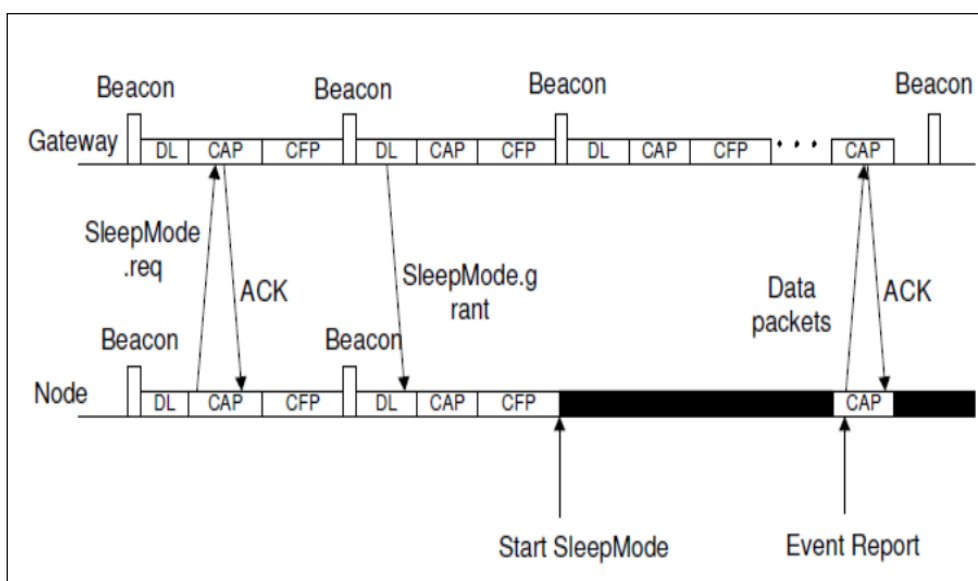 Beacon Beacon Beacon Beacon
Gateway DL CAP CFP DL CAP CFP DL CAP CFP . . . CAP
SleepMode
.req
ACK
SleepMode.g
rant
Data
packets
ACK
Beacon Beacon
Node DL CAP CFP DL CAP CFP CAP
Start SleepMode Event Report